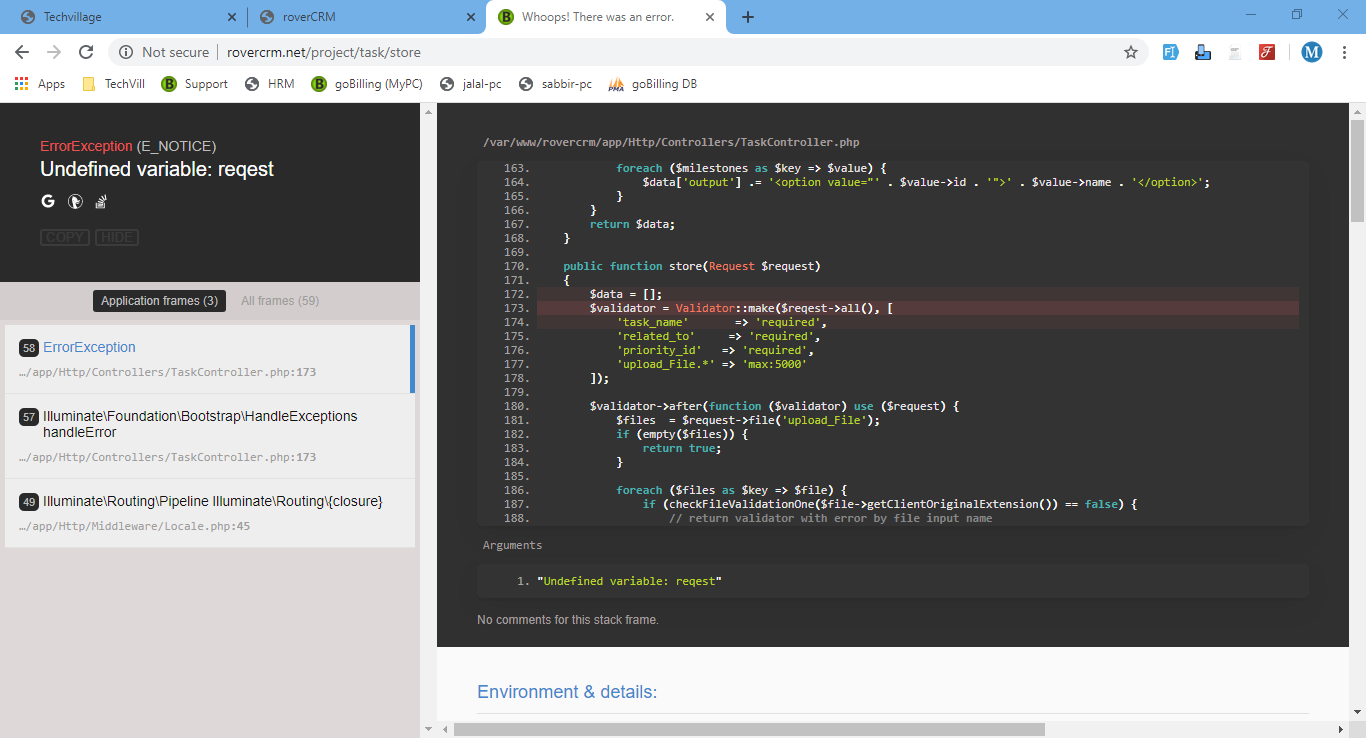 Techvillage
roverCRM
Whoops! There was an error.
Not secure
rovercrm.net/project/task/store
M
Apps
TechVill
Support
HRM
goBilling (MyPC)
jalal-pc
sabbir-pc
goBilling DB
ErrorException (E_NOTICE)
Undefined variable: reqest
COPY HIDE
Application frames (3) All frames (59)
58 ErrorException
…/app/Http/Controllers/TaskController.php:173
57 Illuminate\Foundation\Bootstrap\HandleExceptions
handleError
…/app/Http/Controllers/TaskController.php:173
49 Illuminate\Routing\Pipeline Illuminate\Routing\{closure}
…/app/Http/Middleware/Locale.php:45
/var/www/rovercrm/app/Http/Controllers/TaskController.php
163. foreach ($milestones as $key => $value) {
164. $data['output'] .= '<option value="' . $value->id . '">' . $value->name . '</option>';
165. }
166. }
167. return $data;
168. }
169.
170. public function store(Request $request)
171. {
172. $data = [];
173. $validator = Validator::make($reqest->all(), [
174. 'task_name' => 'required',
175. 'related_to' => 'required',
176. 'priority_id' => 'required',
177. 'upload_File.*' => 'max:5000'
178. ]);
179.
180. $validator->after(function ($validator) use ($request) {
181. $files = $request->file('upload_File');
182. if (empty($files)) {
183. return true;
184. }
185.
186. foreach ($files as $key => $file) {
187. if (checkFileValidationOne($file->getClientOriginalExtension()) == false) {
188. // return validator with error by file input name
Arguments
1. "Undefined variable: reqest"
No comments for this stack frame.
Environment & details: